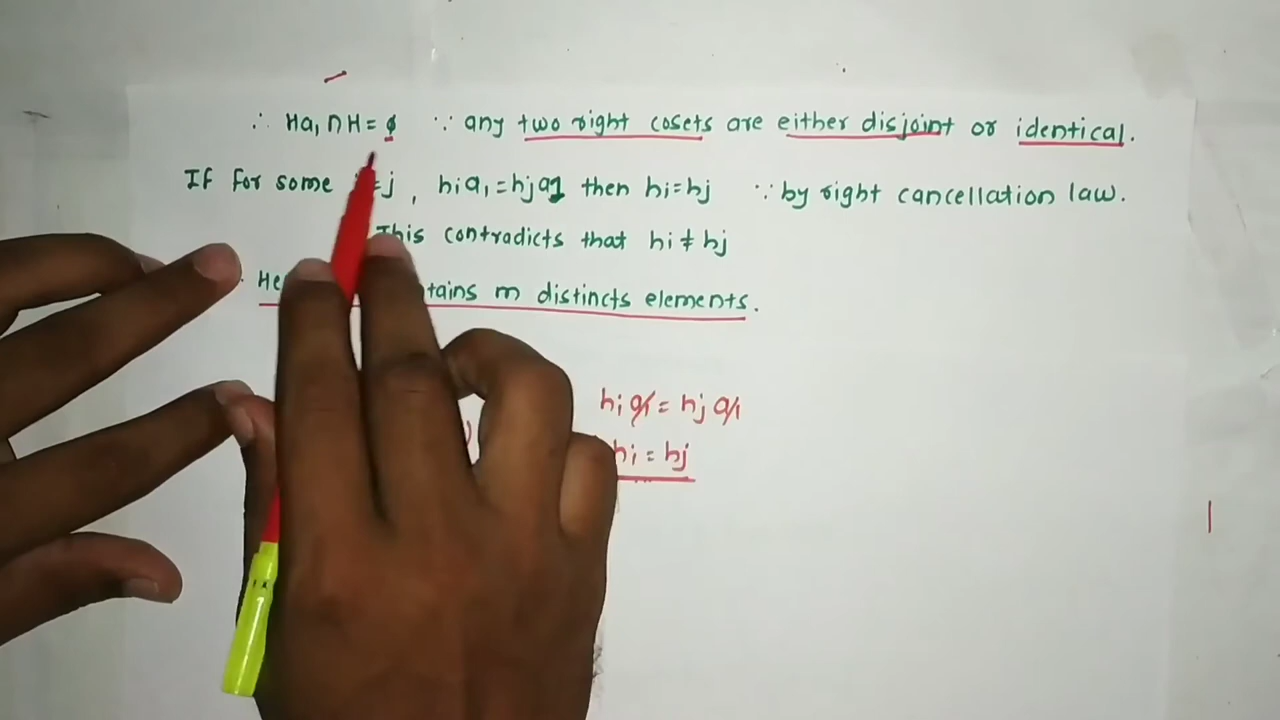 ∴ Ha₁ ∩ H = ϕ ∵ any two right cosets are either disjoint or identical.
If for some =j , hia₁ = hja1 then hi = hj ∵ by right cancellation law.
This contradicts that hi ≠ hj
m distincts elements.
hi a₁ = hj a₁
hi = hj